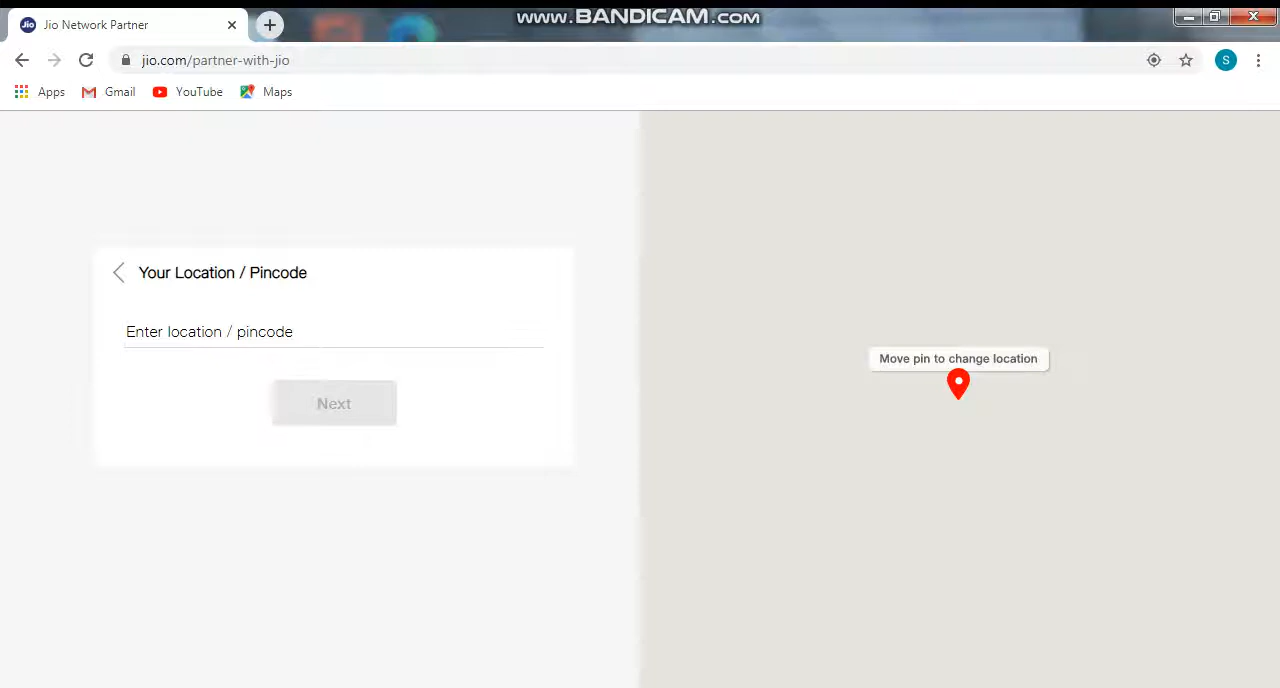 www.BANDICAM.com
Jio Network Partner
jio.com/partner-with-jio
S
Apps Gmail YouTube Maps
Your Location / Pincode
Enter location / pincode
Next
Move pin to change location